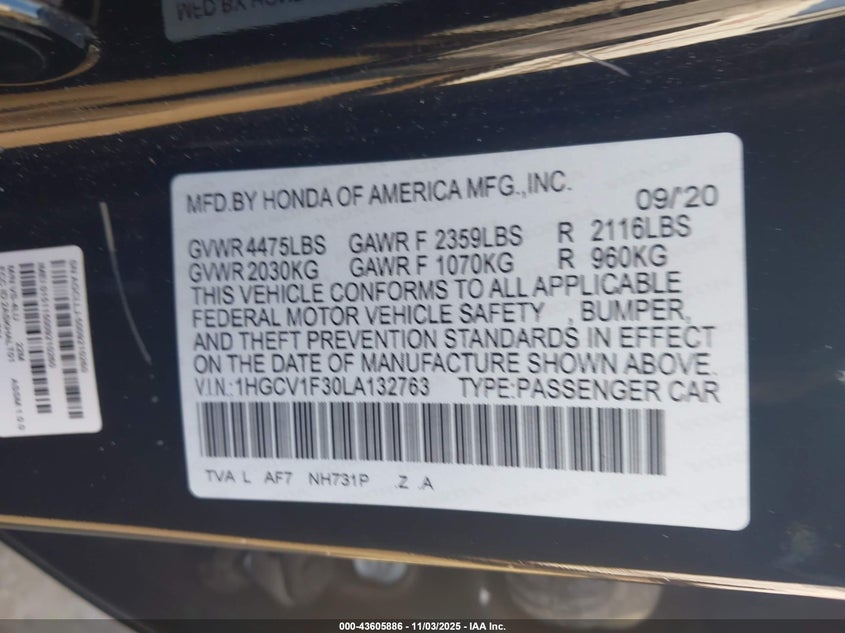 MFD.BY HONDA OF AMERICA MFG.,INC. 09/'20
GVWR 4475LBS GAWR F 2359LBS R 2116LBS
GVWR 2030KG GAWR F 1070KG R 960KG
THIS VEHICLE CONFORMS TO ALL APPLICABLE
FEDERAL MOTOR VEHICLE SAFETY , BUMPER,
AND THEFT PREVENTION STANDARDS IN EFFECT
ON THE DATE OF MANUFACTURE SHOWN ABOVE.
V.I.N.:1HGCV1F30LA132763 TYPE:PASSENGER CAR
TVA L AF7 NH731P .Z .A
000-43605886 - 11/03/2025 - IAA Inc.